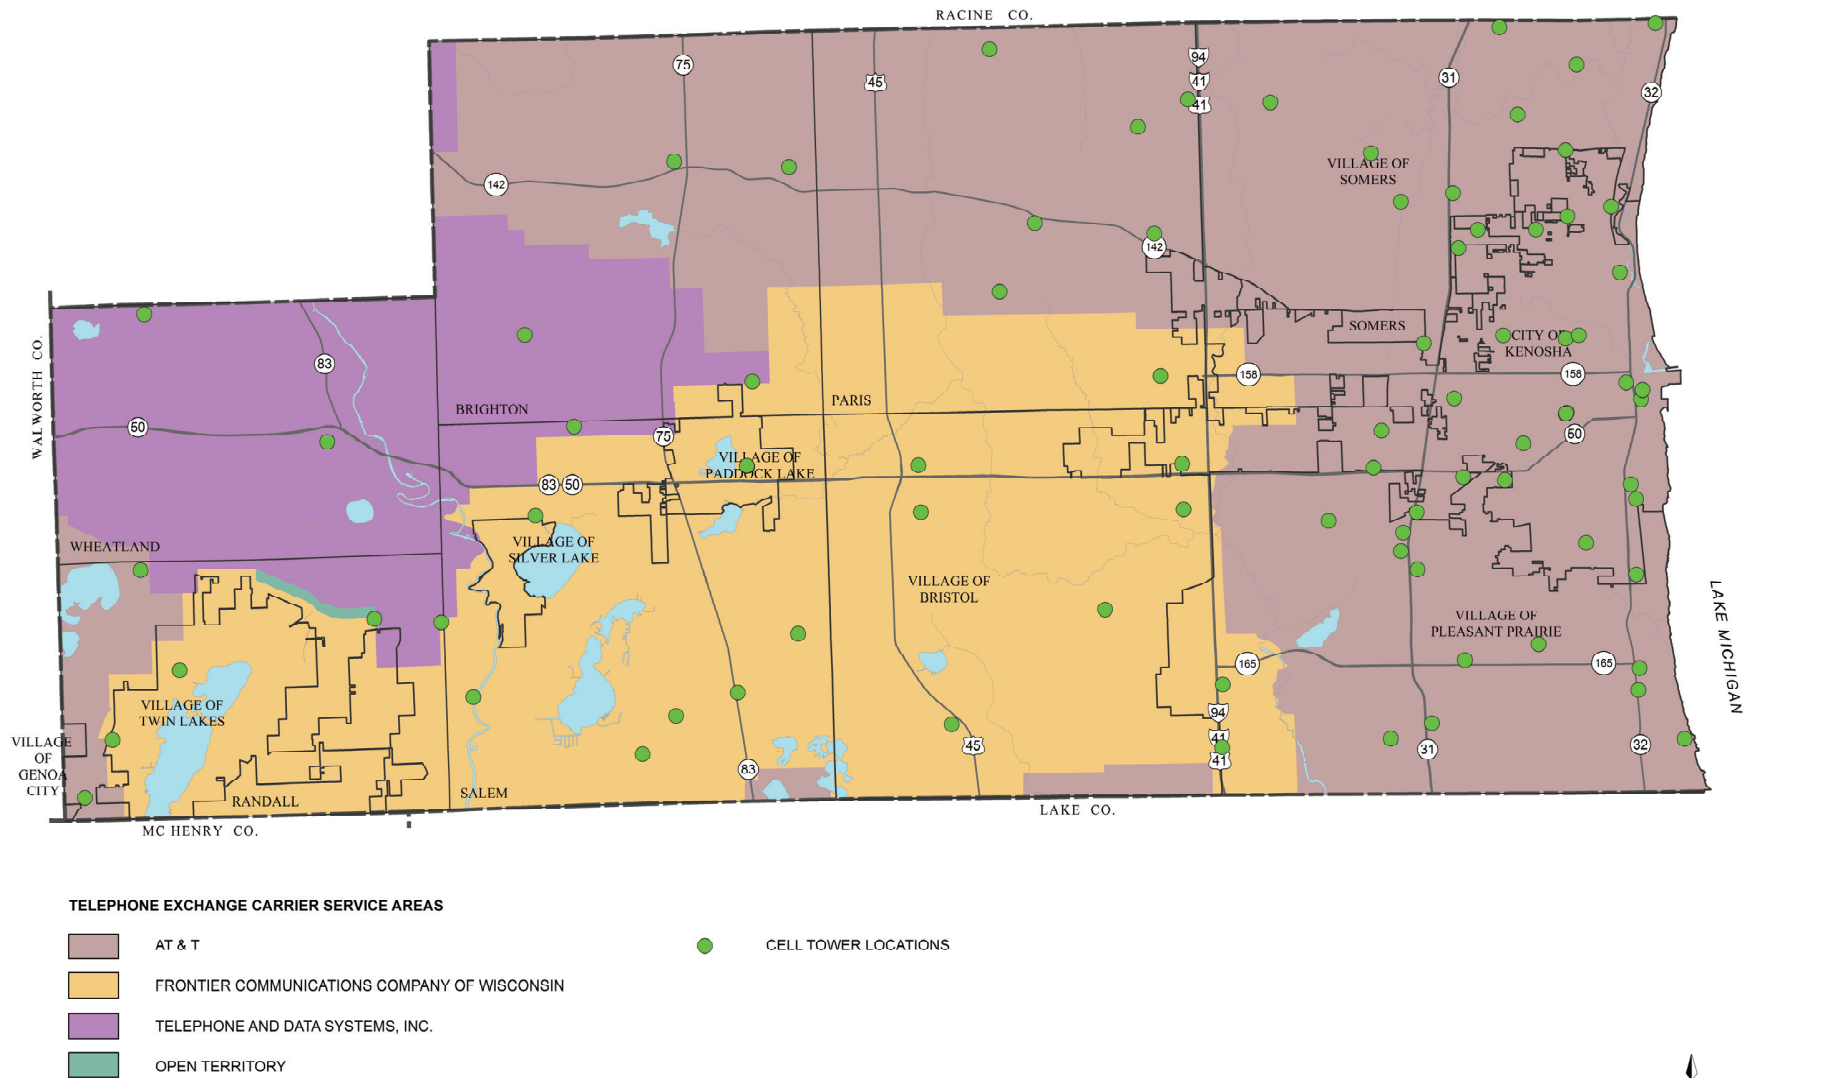 RACINE CO.
94
41
41
75
45
31
32
142
VILLAGE OF
SOMERS
142
WALWORTH CO.
83
SOMERS
CITY OF
KENOSHA
158
158
BRIGHTON
PARIS
50
75
50
VILLAGE OF
PADDOCK LAKE
83
50
WHEATLAND
VILLAGE OF
SILVER LAKE
VILLAGE OF
BRISTOL
VILLAGE OF
PLEASANT PRAIRIE
LAKE MICHIGAN
165
165
VILLAGE OF
TWIN LAKES
94
41
41
VILLAGE
OF
GENOA
CITY
45
31
32
83
RANDALL
SALEM
LAKE CO.
MC HENRY CO.
TELEPHONE EXCHANGE CARRIER SERVICE AREAS
AT & T
CELL TOWER LOCATIONS
FRONTIER COMMUNICATIONS COMPANY OF WISCONSIN
TELEPHONE AND DATA SYSTEMS, INC.
OPEN TERRITORY